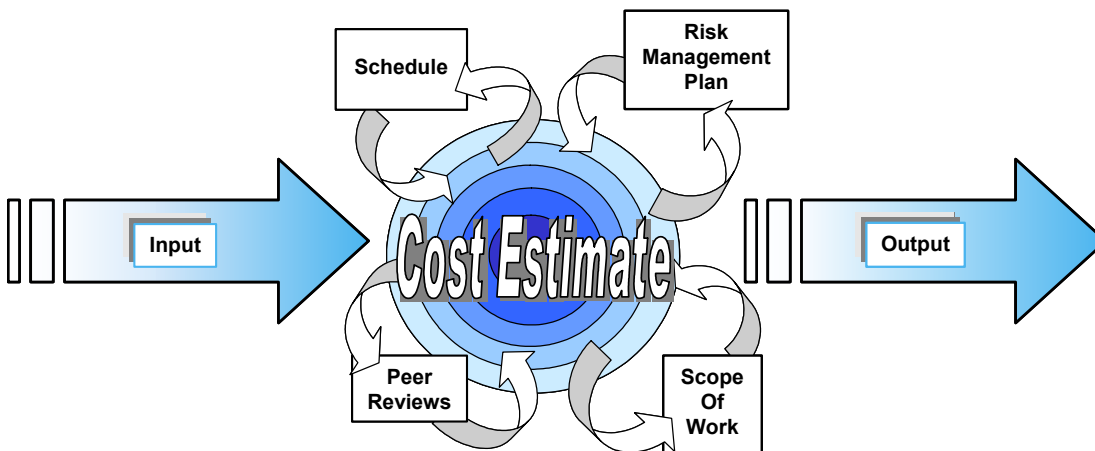 Schedule
Risk
Management
Plan
Input
Cost Estimate
Output
Peer
Reviews
Scope
Of
Work